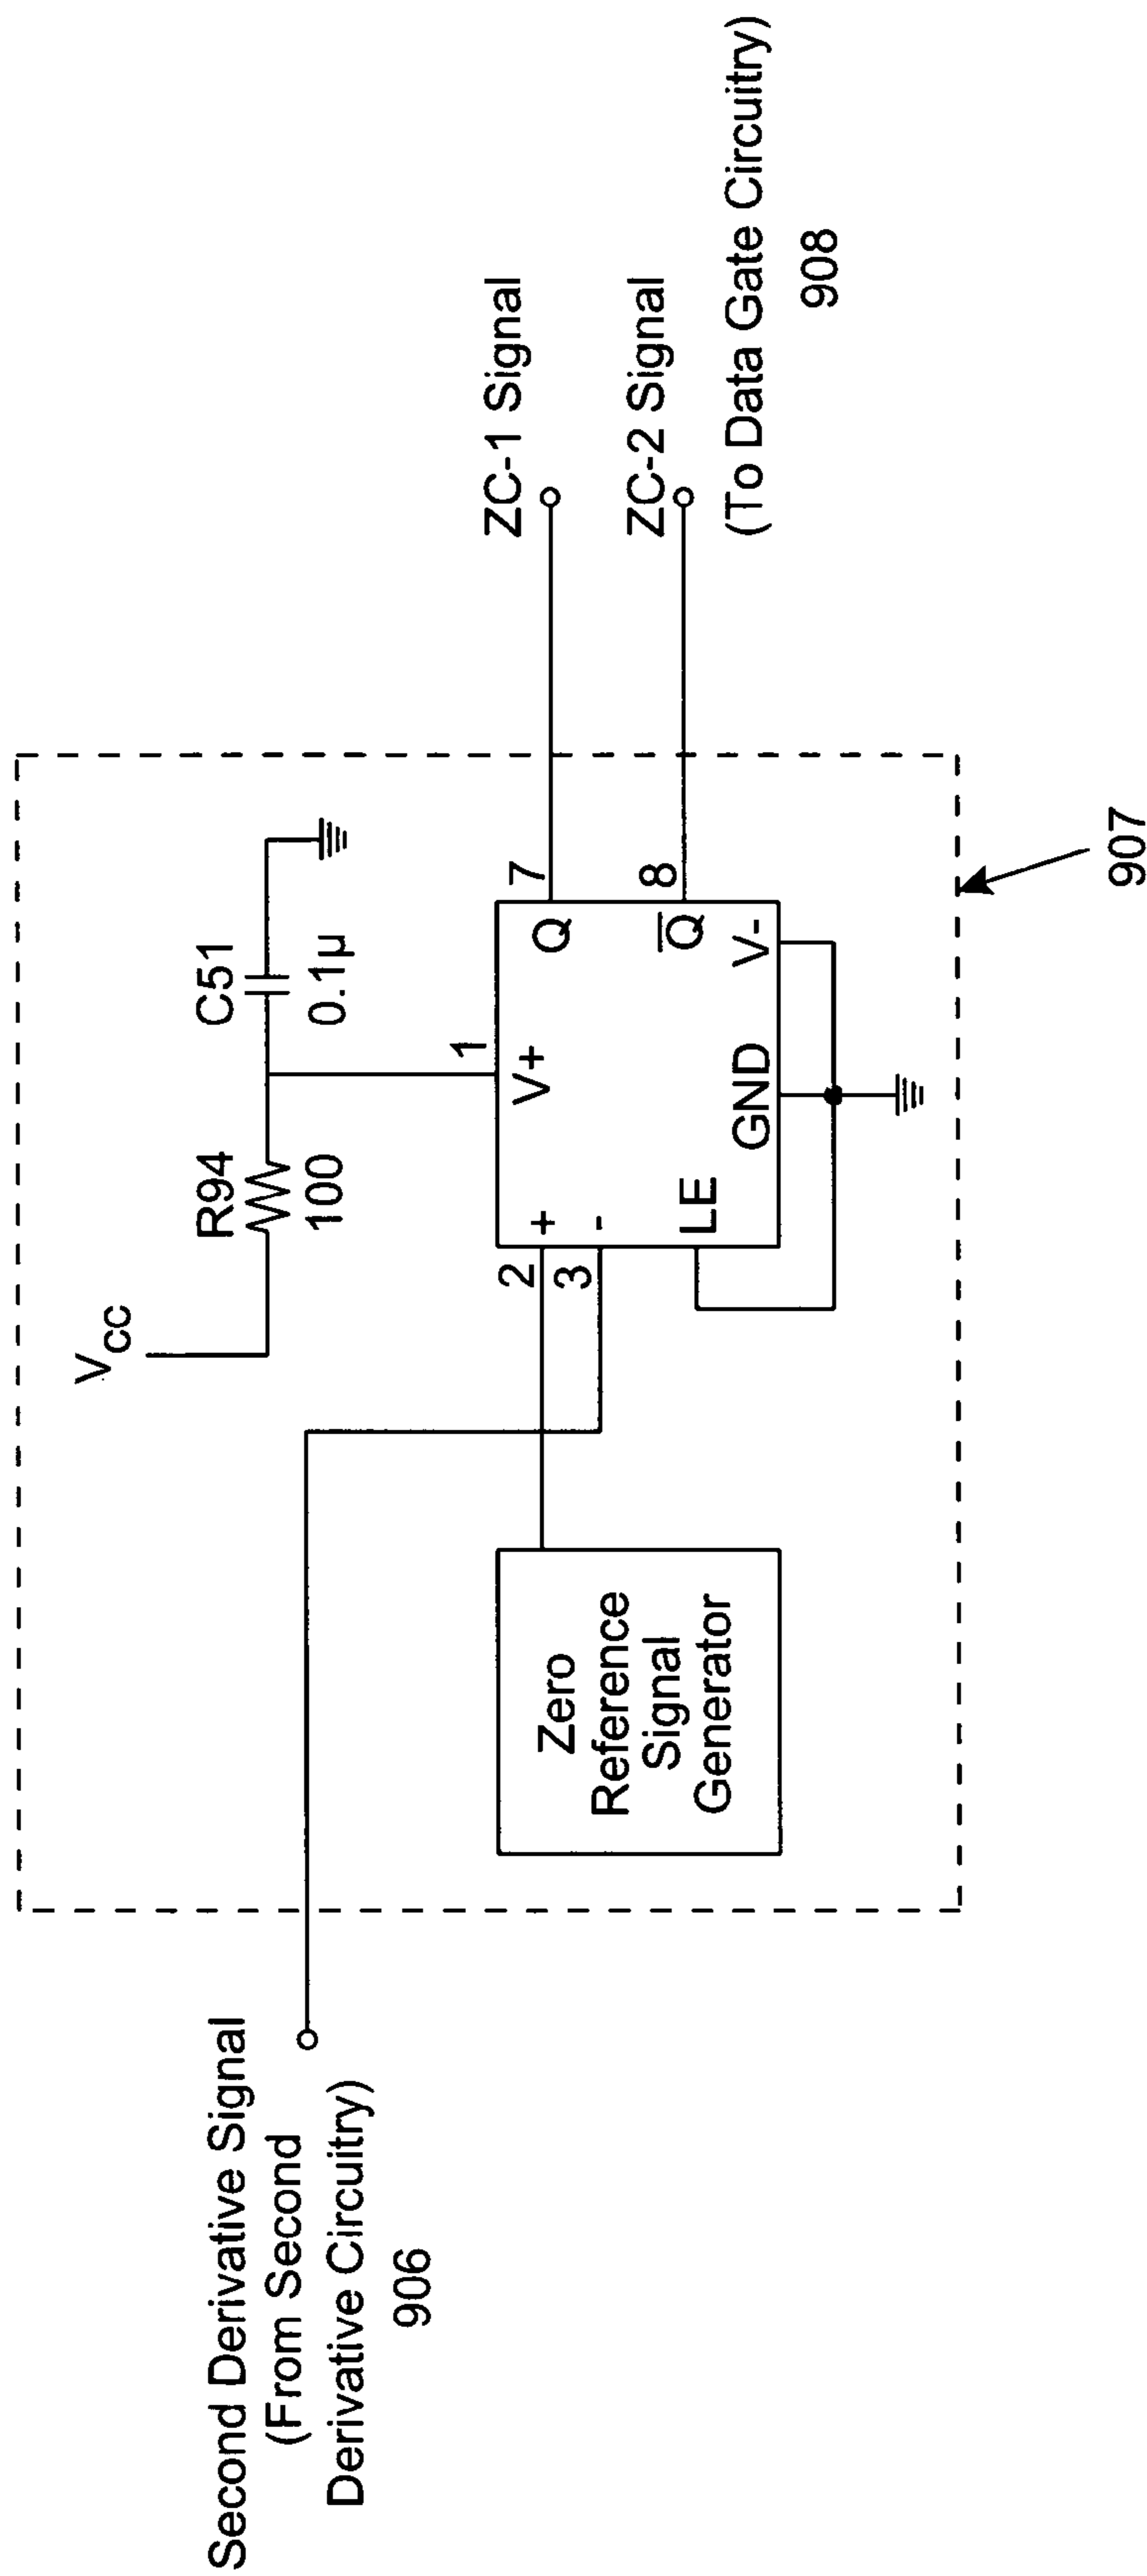 Second Derivative Signal
(From Second
Derivative Circuitry)
906
Zero
Reference
Signal
Generator
VCC
R94
100
C51
0.1µ
1
V+
2
+
3
-
LE
GND
V-
Q
7
Q̅
8
ZC-1 Signal
ZC-2 Signal
(To Data Gate Circuitry)
908
907